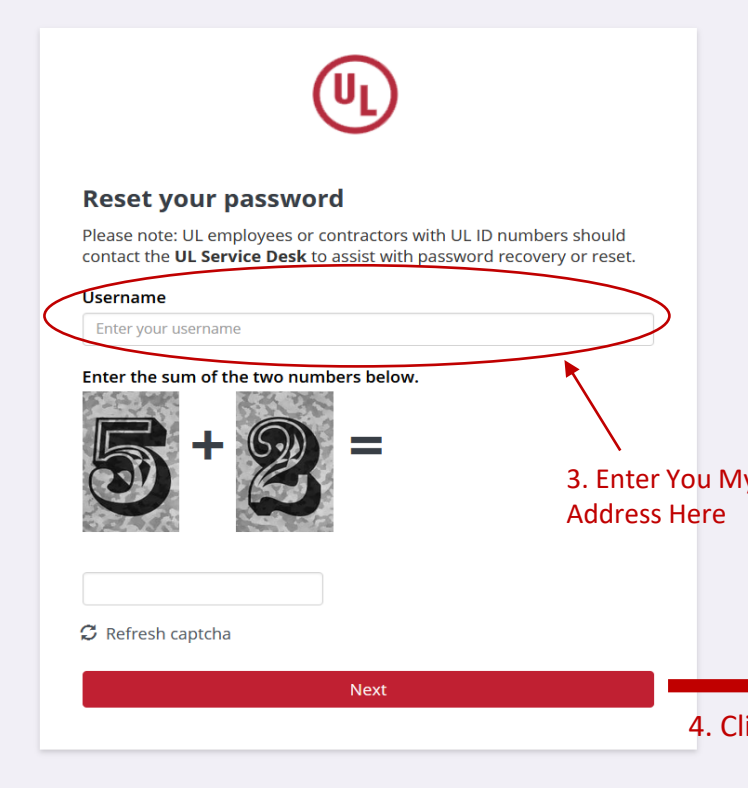 UL
Reset your password
Please note: UL employees or contractors with UL ID numbers should
contact the UL Service Desk to assist with password recovery or reset.
Username
Enter your username
Enter the sum of the two numbers below.
5 + 2 =
3. Enter You My
Address Here
Refresh captcha
Next
4. Cli